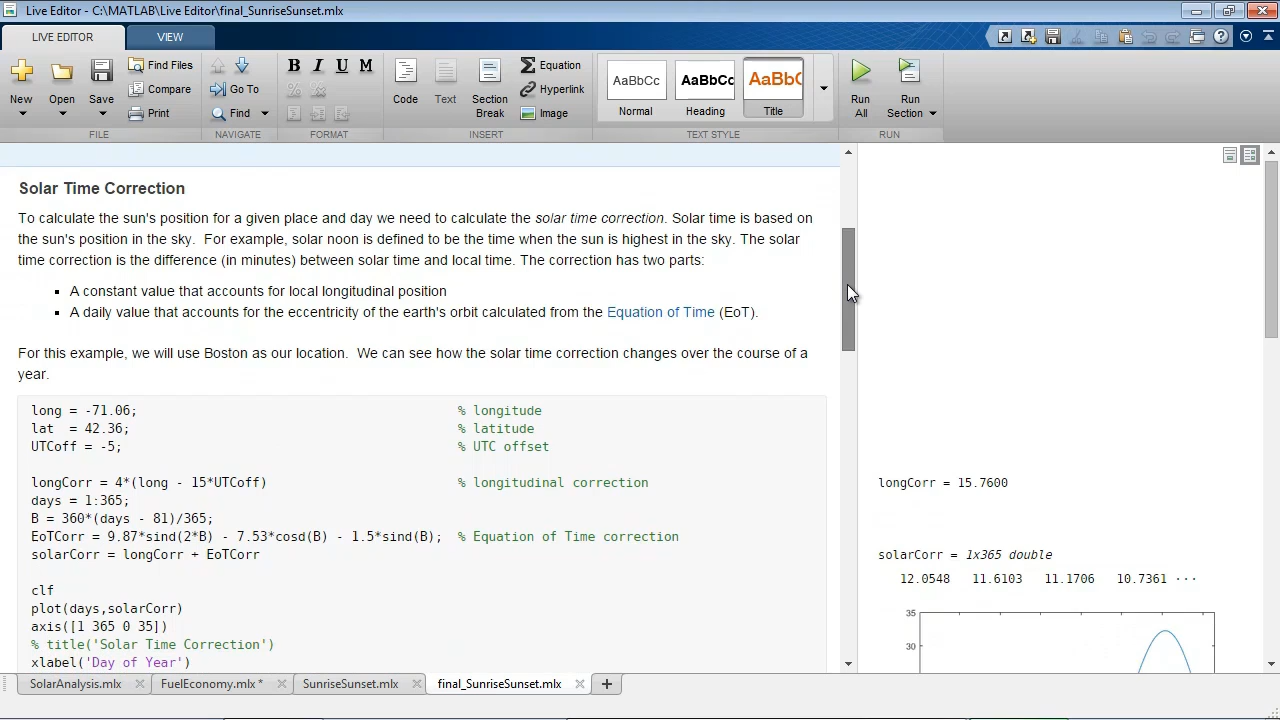 Live Editor - C:\MATLAB\Live Editor\final_SunriseSunset.mlx
LIVE EDITOR VIEW
New Open Save Find Files Compare Print
Go To Find
B I U M
Code Text Section Break Equation Hyperlink Image
AaBbCc Normal AaBbCc Heading AaBbC Title
Run All Run Section
FILE NAVIGATE FORMAT INSERT TEXT STYLE RUN
Solar Time Correction
To calculate the sun's position for a given place and day we need to calculate the solar time correction. Solar time is based on
the sun's position in the sky.  For example, solar noon is defined to be the time when the sun is highest in the sky. The solar
time correction is the difference (in minutes) between solar time and local time. The correction has two parts:
▪ A constant value that accounts for local longitudinal position
▪ A daily value that accounts for the eccentricity of the earth's orbit calculated from the Equation of Time (EoT).
For this example, we will use Boston as our location.  We can see how the solar time correction changes over the course of a
year.
long = -71.06; % longitude
lat  = 42.36; % latitude
UTCoff = -5; % UTC offset
longCorr = 4*(long - 15*UTCoff) % longitudinal correction
days = 1:365;
B = 360*(days - 81)/365;
EoTCorr = 9.87*sind(2*B) - 7.53*cosd(B) - 1.5*sind(B); % Equation of Time correction
solarCorr = longCorr + EoTCorr
clf
plot(days,solarCorr)
axis([1 365 0 35])
% title('Solar Time Correction')
xlabel('Day of Year')
longCorr = 15.7600
solarCorr = 1x365 double
12.0548 11.6103 11.1706 10.7361 ···
35
30
SolarAnalysis.mlx FuelEconomy.mlx * SunriseSunset.mlx final_SunriseSunset.mlx